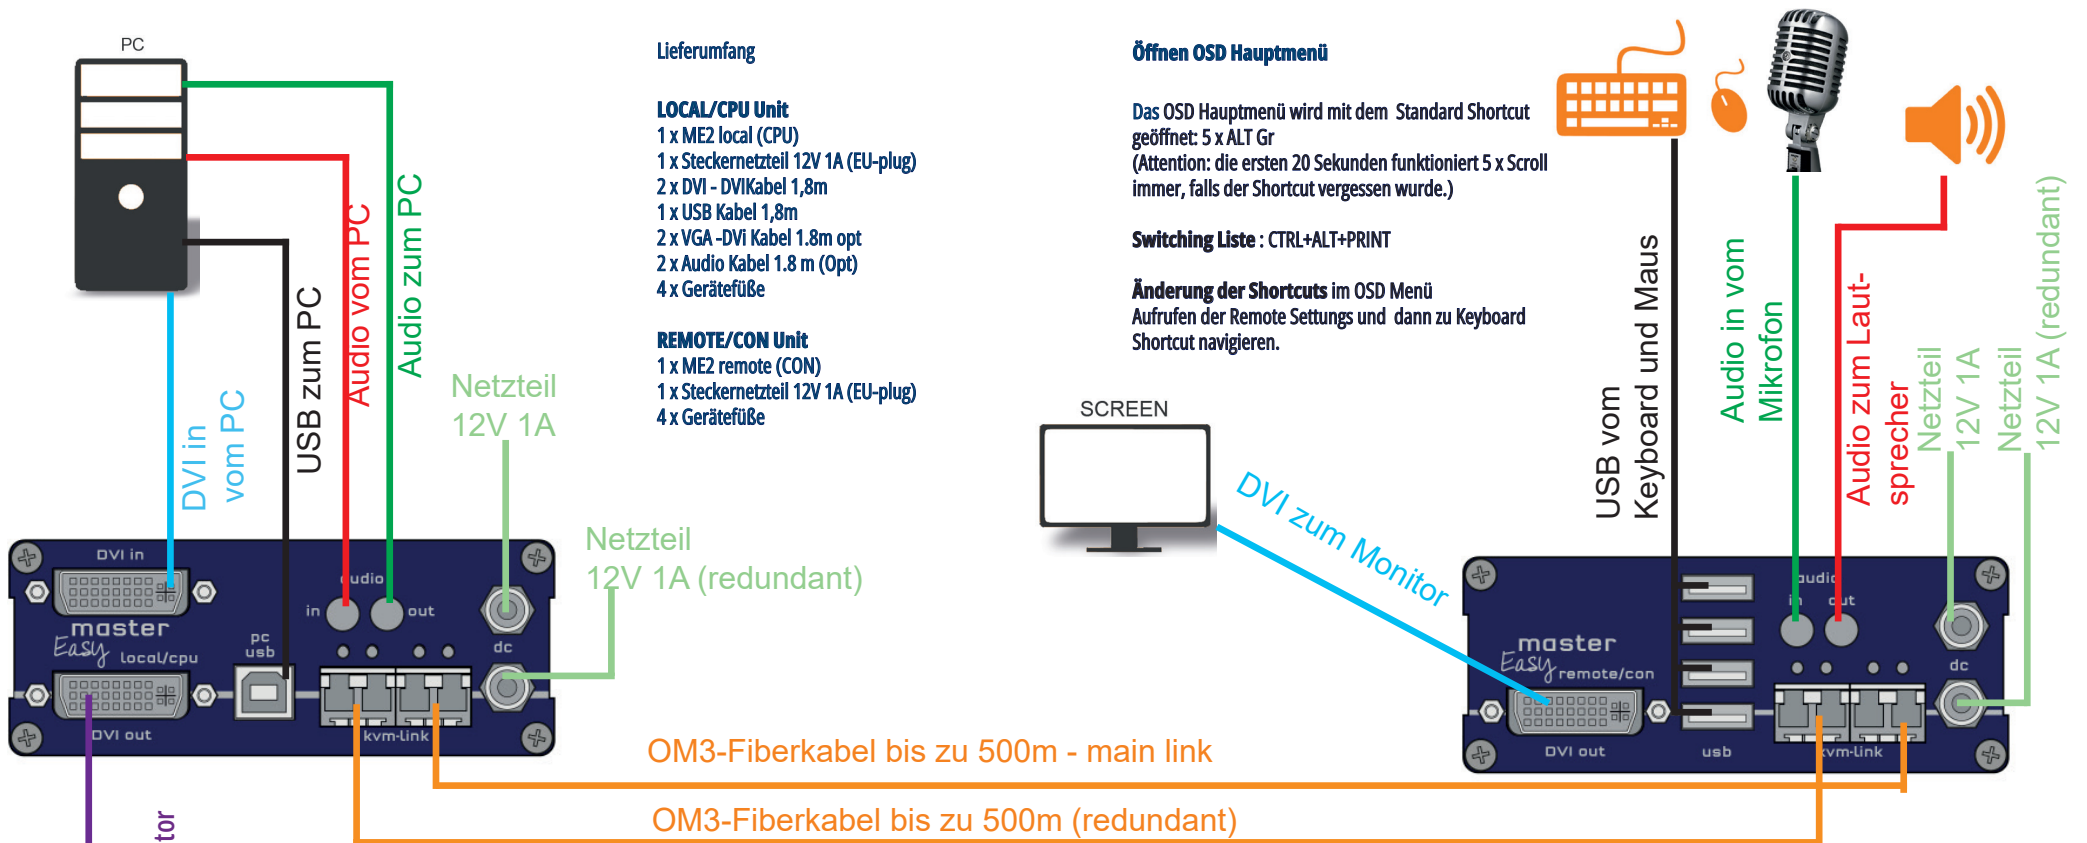 PC
Lieferumfang
LOCAL/CPU Unit
1 x ME2 local (CPU)
1 x Steckernetzteil 12V 1A (EU-plug)
2 x DVI - DVIKabel 1,8m
1 x USB Kabel 1,8m
2 x VGA -DVi Kabel 1.8m opt
2 x Audio Kabel 1.8 m (Opt)
4 x Gerätefüße
REMOTE/CON Unit
1 x ME2 remote (CON)
1 x Steckernetzteil 12V 1A (EU-plug)
4 x Gerätefüße
Öffnen OSD Hauptmenü
Das OSD Hauptmenü wird mit dem Standard Shortcut
geöffnet: 5 x ALT Gr
(Attention: die ersten 20 Sekunden funktioniert 5 x Scroll
immer, falls der Shortcut vergessen wurde.)
Switching Liste : CTRL+ALT+PRINT
Änderung der Shortcuts im OSD Menü
Aufrufen der Remote Settungs und dann zu Keyboard
Shortcut navigieren.
DVI in
vom PC
USB zum PC
Audio vom PC
Audio zum PC
Netzteil
12V 1A
Netzteil
12V 1A (redundant)
SCREEN
DVI zum Monitor
USB vom
Keyboard und Maus
Audio in vom
Mikrofon
Audio zum Laut-
sprecher
Netzteil
12V 1A
Netzteil
12V 1A (redundant)
DVI in
audio
in
out
master
Easy
local/cpu
pc
usb
dc
DVI out
kvm-link
audio
in
out
master
Easy
remote/con
dc
DVI out
usb
kvm-link
OM3-Fiberkabel bis zu 500m - main link
OM3-Fiberkabel bis zu 500m (redundant)
tor